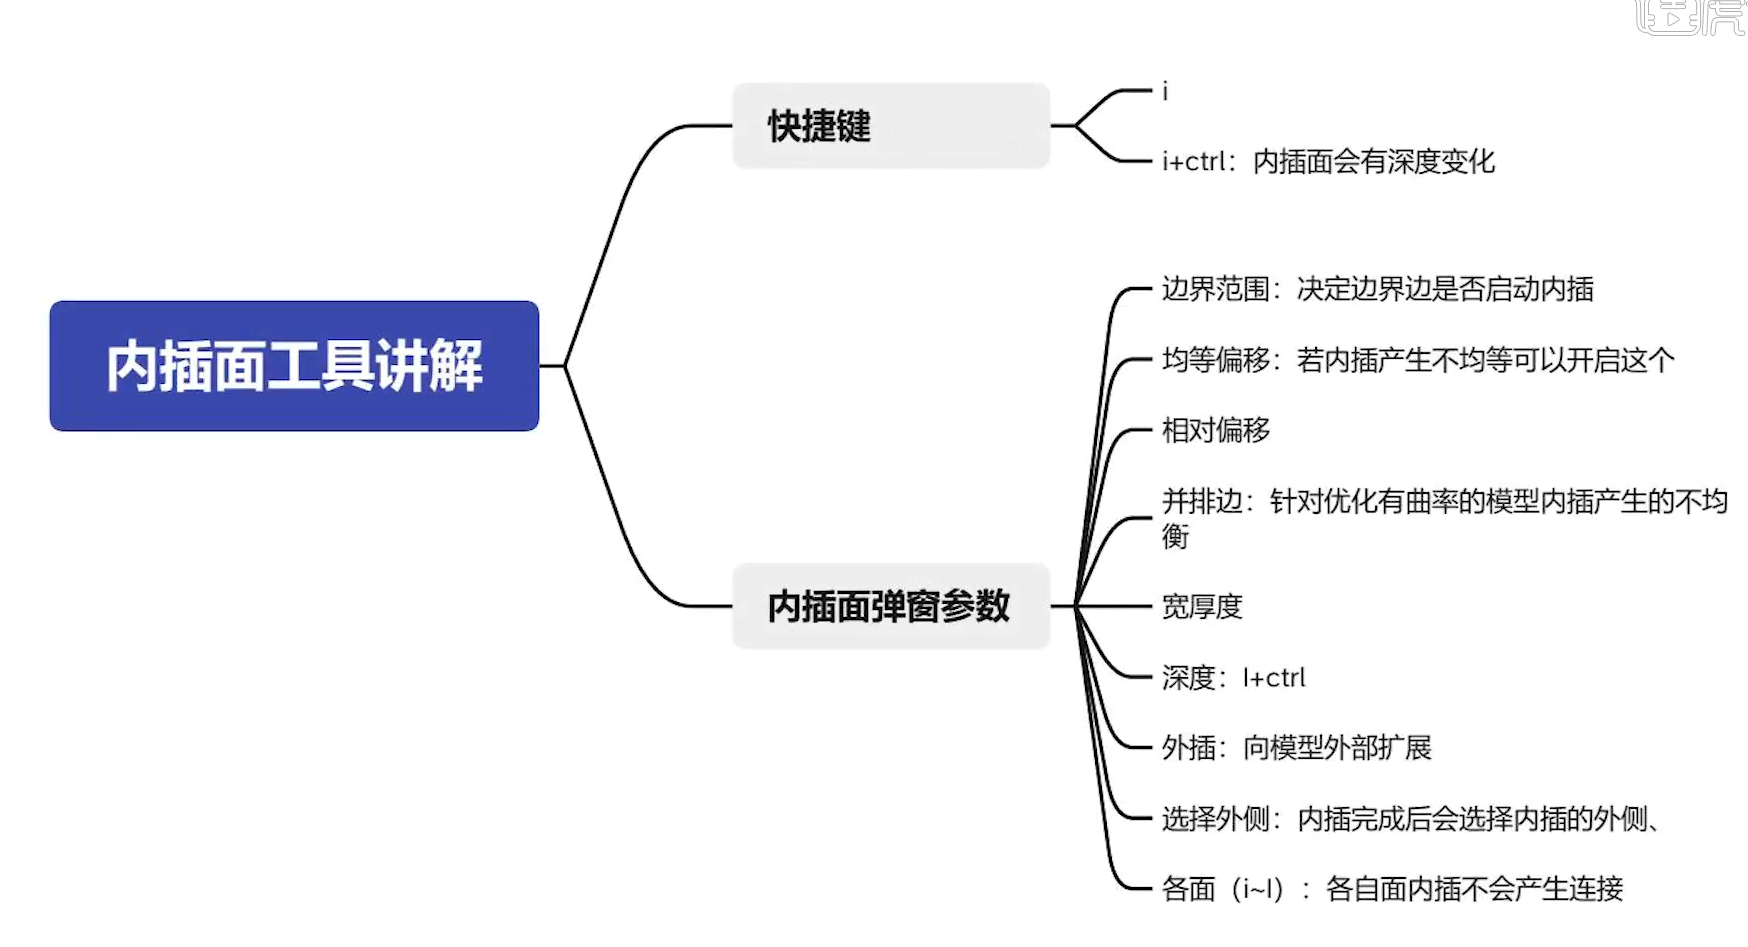 内插面工具讲解
快捷键
i
i+ctrl：内插面会有深度变化
内插面弹窗参数
边界范围：决定边界边是否启动内插
均等偏移：若内插产生不均等可以开启这个
相对偏移
并排边：针对优化有曲率的模型内插产生的不均
衡
宽厚度
深度：I+ctrl
外插：向模型外部扩展
选择外侧：内插完成后会选择内插的外侧、
各面（i~I）：各自面内插不会产生连接